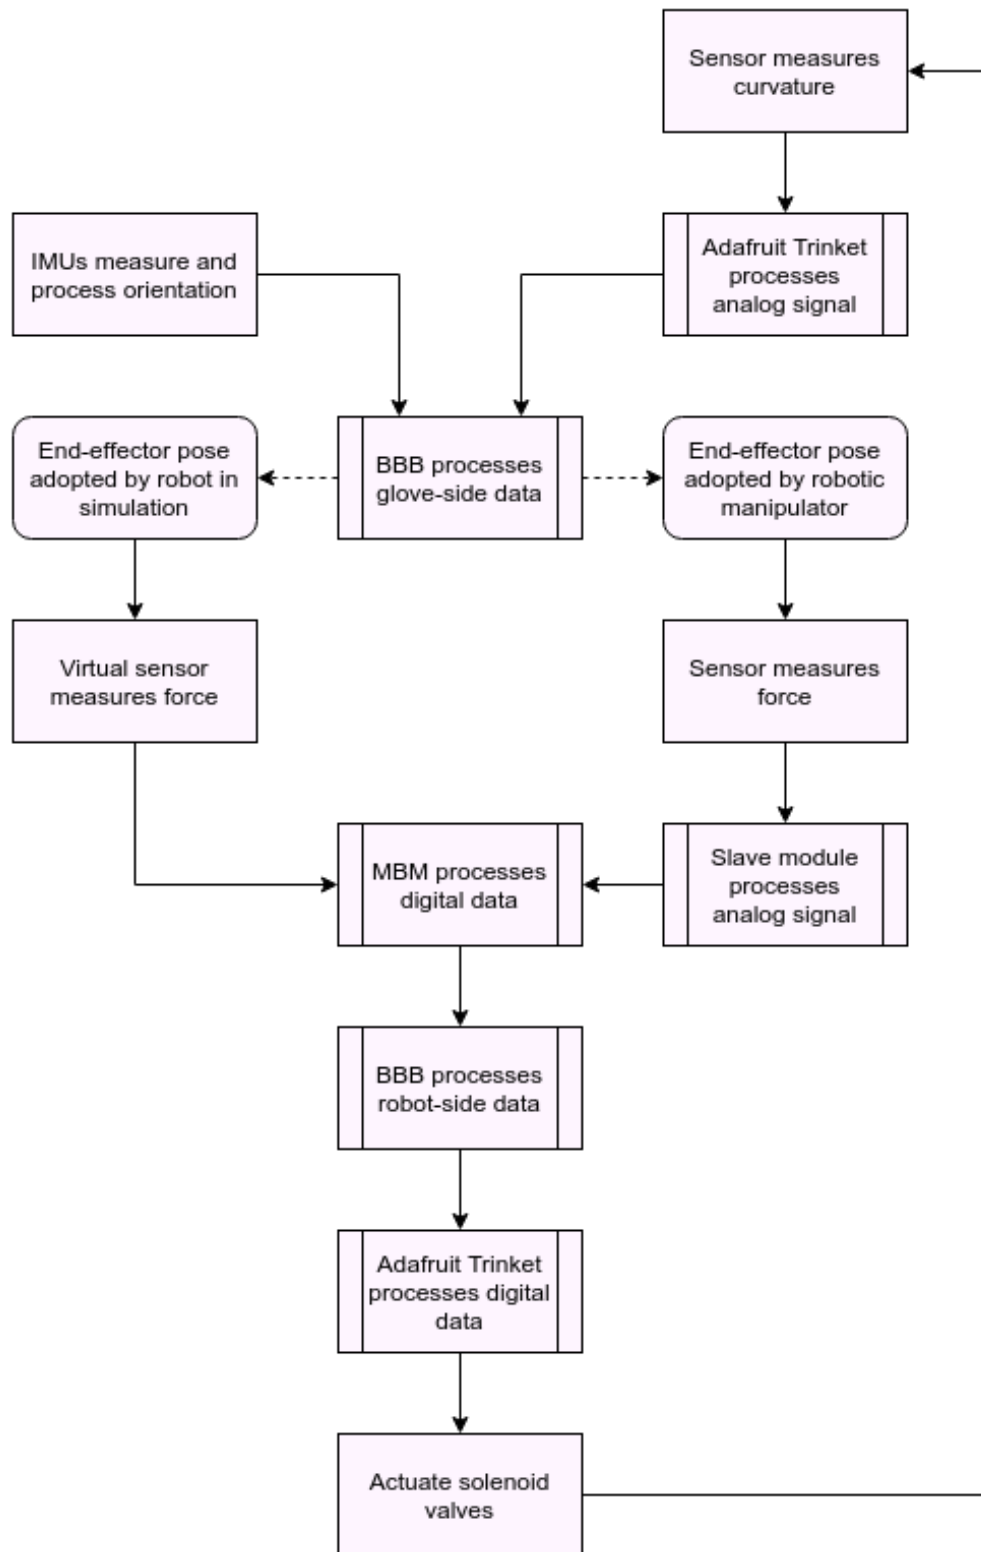 Sensor measures
curvature
IMUs measure and
process orientation
Adafruit Trinket
processes
analog signal
End-effector pose
adopted by robot in
simulation
BBB processes
glove-side data
End-effector pose
adopted by robotic
manipulator
Virtual sensor
measures force
Sensor measures
force
MBM processes
digital data
Slave module
processes
analog signal
BBB processes
robot-side data
Adafruit Trinket
processes digital
data
Actuate solenoid
valves